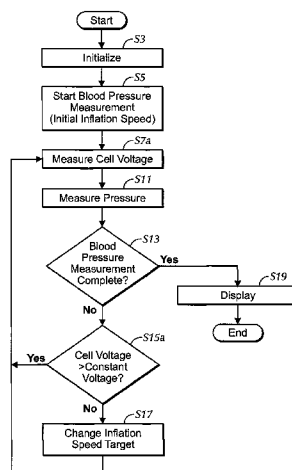 Start
S3
Initialize
S5
Start Blood Pressure
Measurement
(Initial Inflation Speed)
S7a
Measure Cell Voltage
S11
Measure Pressure
S13
Blood
Pressure
Measurement
Complete?
Yes
S19
Display
End
No
S15a
Cell Voltage
>Constant
Voltage?
Yes
No
S17
Change Inflation
Speed Target